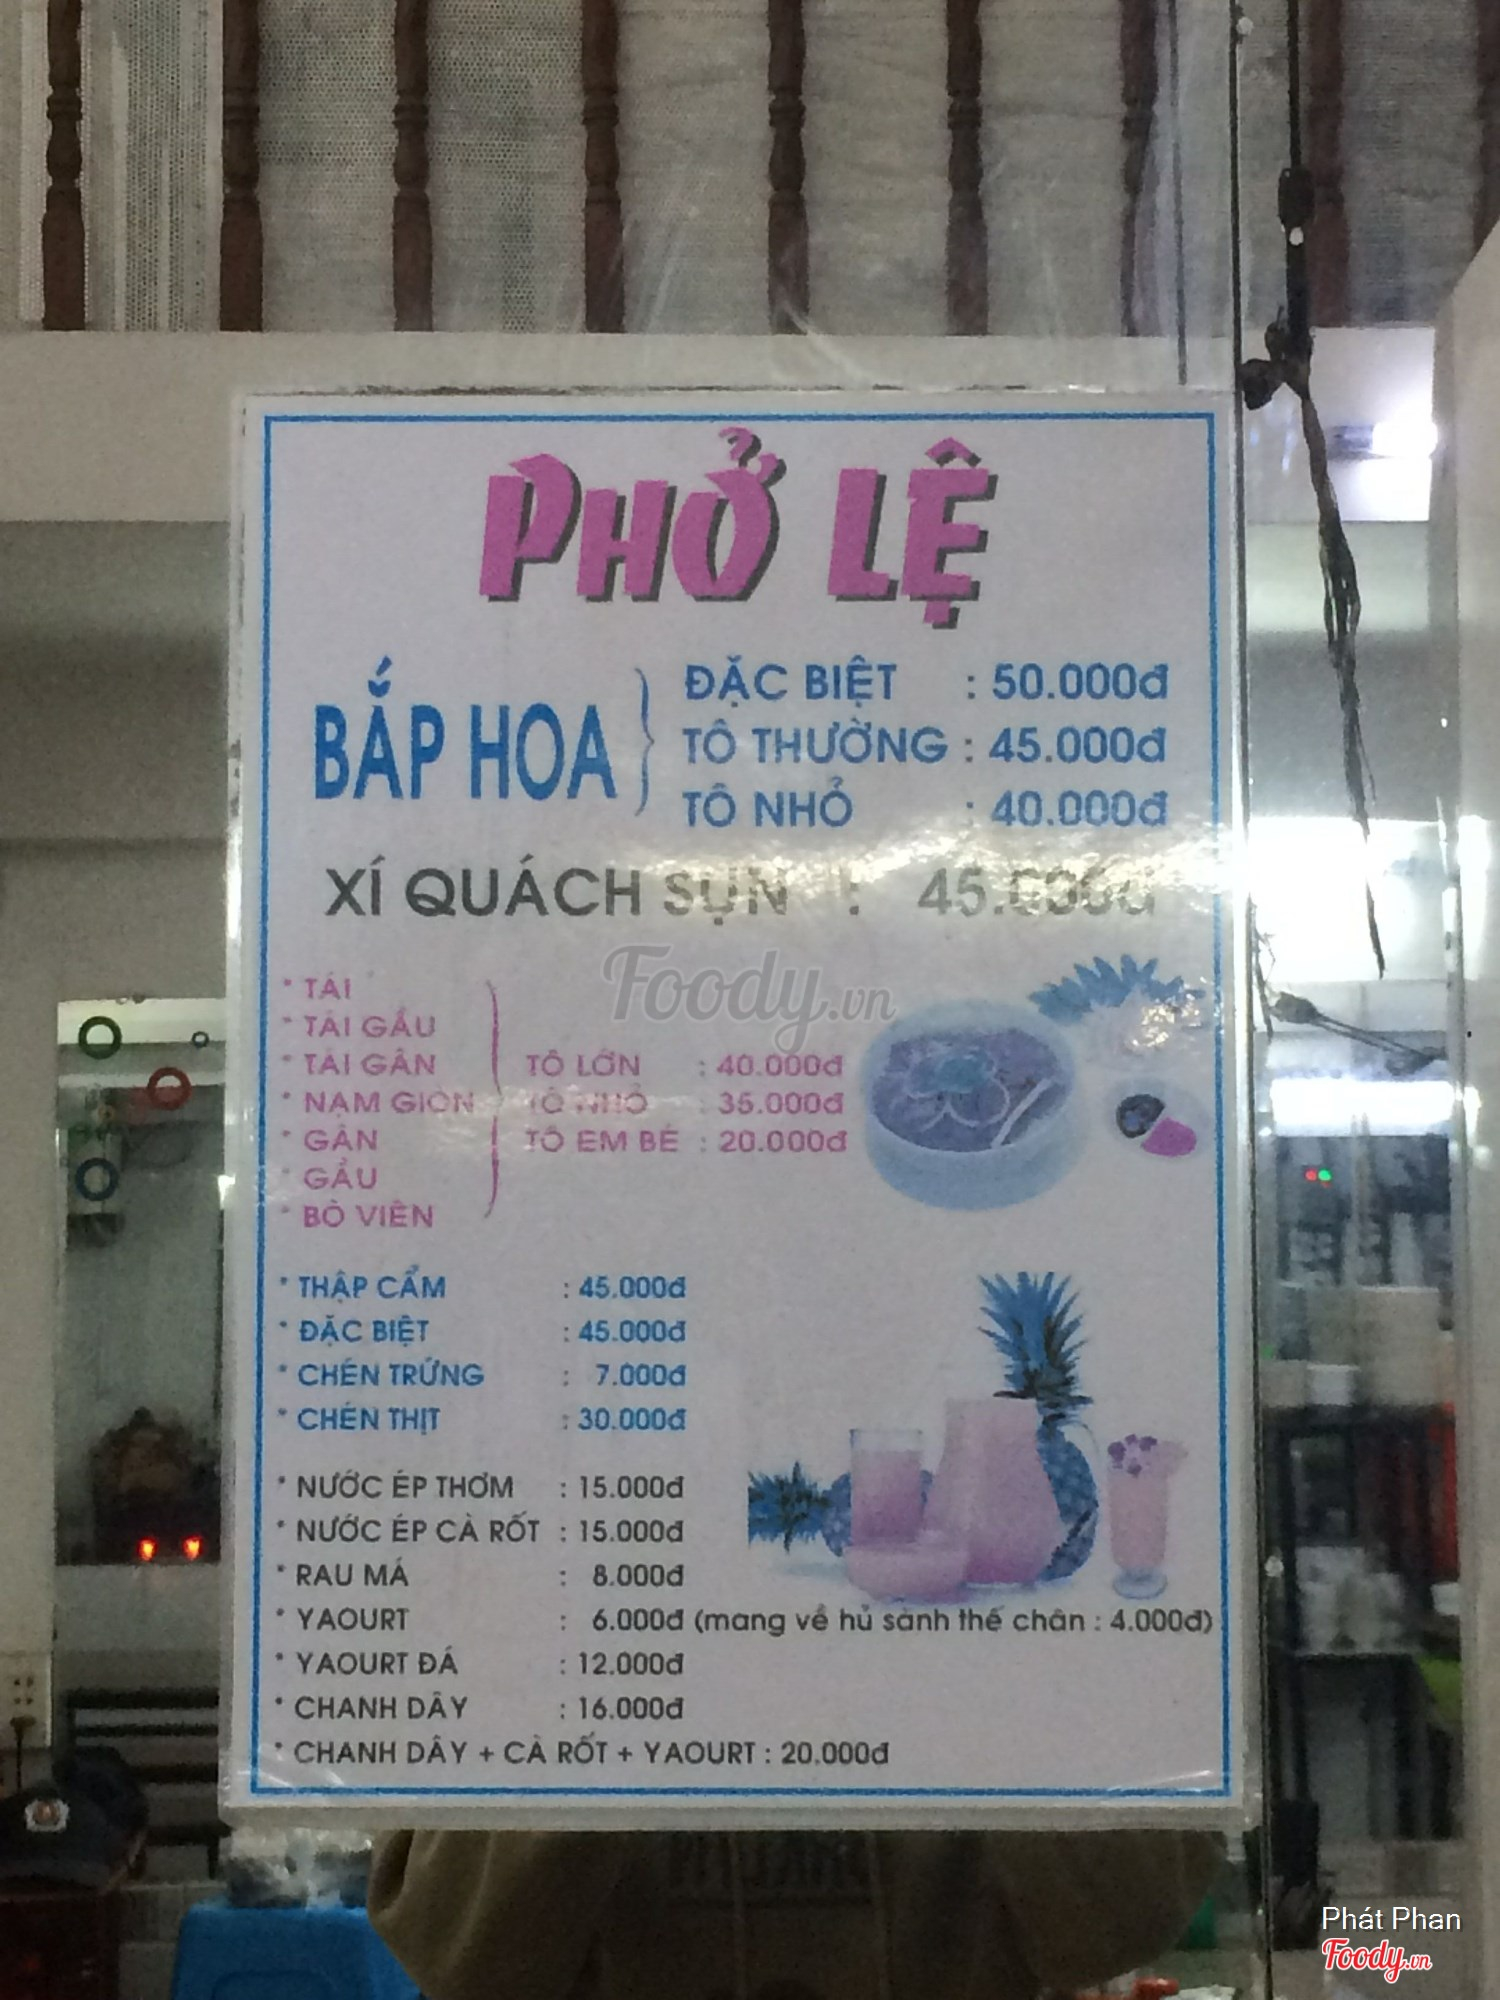 PHỞ LỆ
BẮP HOA
ĐẶC BIỆT : 50.000đ
TÔ THƯỜNG : 45.000đ
TÔ NHỎ : 40.000đ
XÍ QUÁCH SỤN : 45.000đ
Foody.vn
* TÁI
* TÁI GẦU
* TÁI GÂN
* NẠM GIÒN
* GÂN
* GẦU
* BÒ VIÊN
TÔ LỚN : 40.000đ
TÔ NHỎ : 35.000đ
TÔ EM BÉ : 20.000đ
* THẬP CẨM : 45.000đ
* ĐẶC BIỆT : 45.000đ
* CHÉN TRỨNG : 7.000đ
* CHÉN THỊT : 30.000đ
* NƯỚC ÉP THƠM : 15.000đ
* NƯỚC ÉP CÀ RỐT : 15.000đ
* RAU MÁ : 8.000đ
* YAOURT : 6.000đ (mang về hủ sành thế chân : 4.000đ)
* YAOURT ĐÁ : 12.000đ
* CHANH DÂY : 16.000đ
* CHANH DÂY + CÀ RỐT + YAOURT : 20.000đ
Phát Phan
Foody.vn